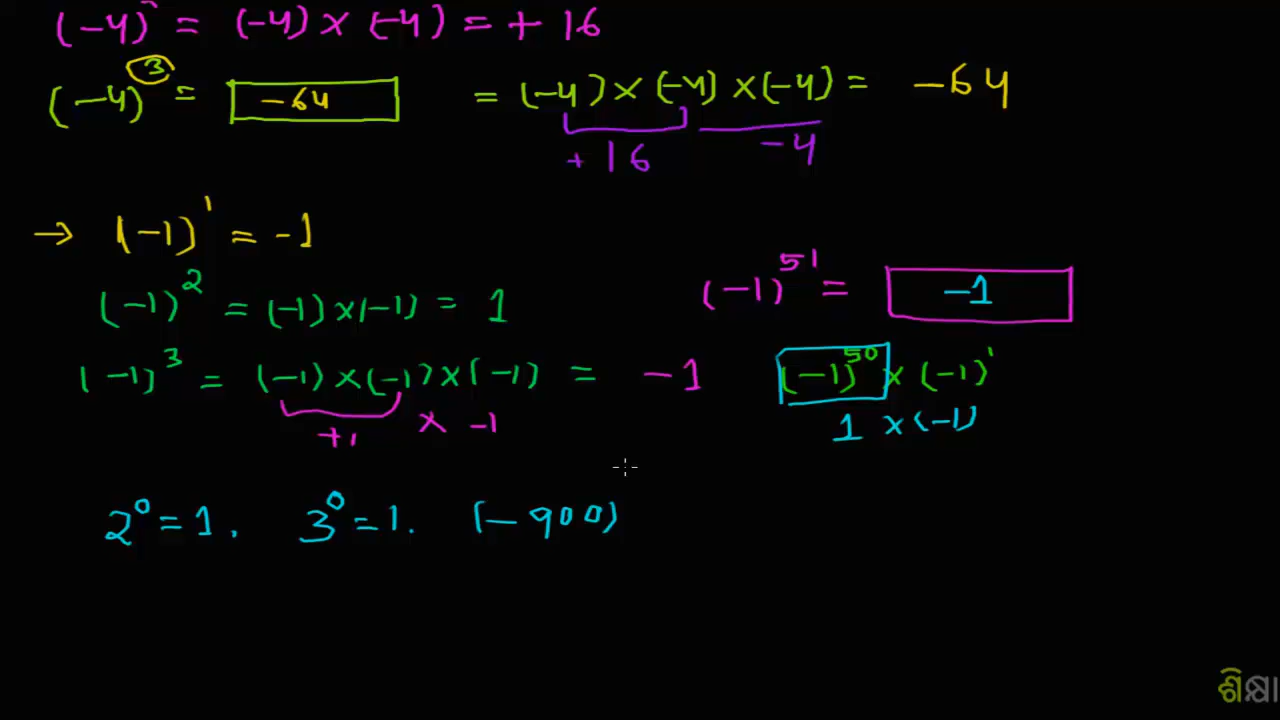 (-4)² = (-4) × (-4) = + 16
(-4)³ = -64 = (-4) × (-4) × (-4) = -64
+ 16 -4
→ (-1)¹ = -1
(-1)² = (-1) × (-1) = 1 (-1)⁵¹ = -1
(-1)³ = (-1) × (-1) × (-1) = -1 (-1)⁵⁰ × (-1)¹
+1 × -1 1 × (-1)
2⁰ = 1. 3⁰ = 1. (-900)
ଶିକ୍ଷା